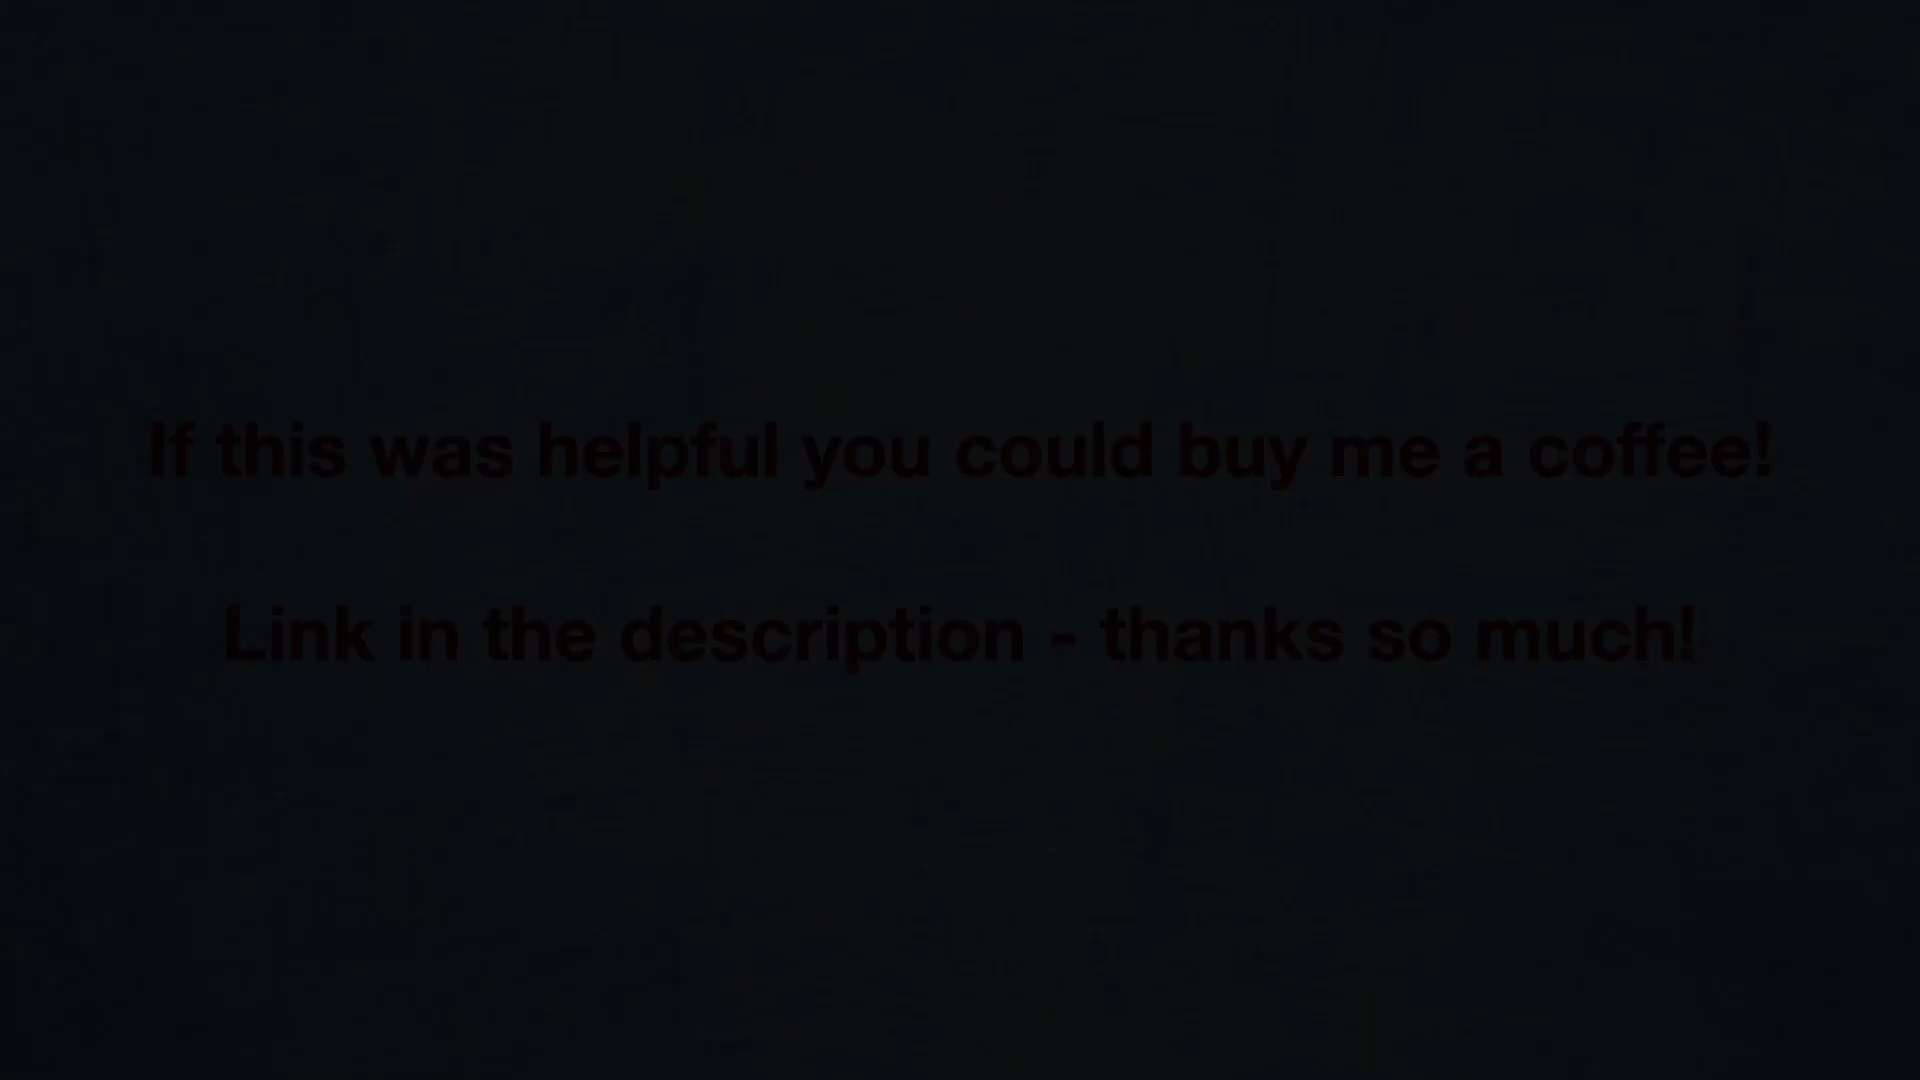 If this was helpful you could buy me a coffee!
Link in the description - thanks so much!